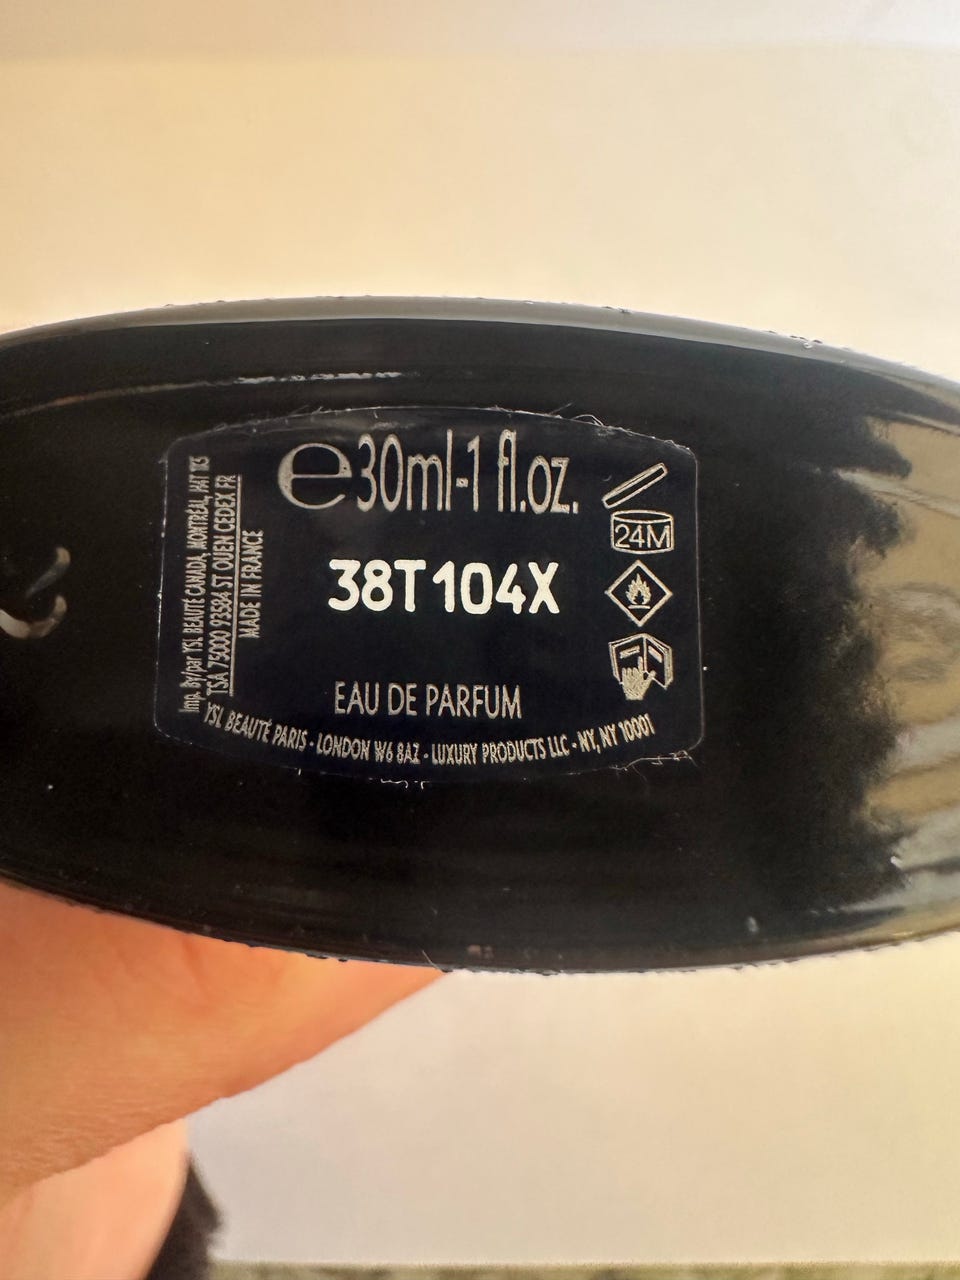 e 30ml-1 fl.oz.
24M
38T104X
EAU DE PARFUM
YSL BEAUTÉ PARIS - LONDON W6 8AZ - LUXURY PRODUCTS LLC - NY, NY 10001
Imp. By/par YSL BEAUTÉ CANADA, MONTRÉAL, H4T 1K5
TSA 75000 93584 ST OUEN CEDEX FR
MADE IN FRANCE